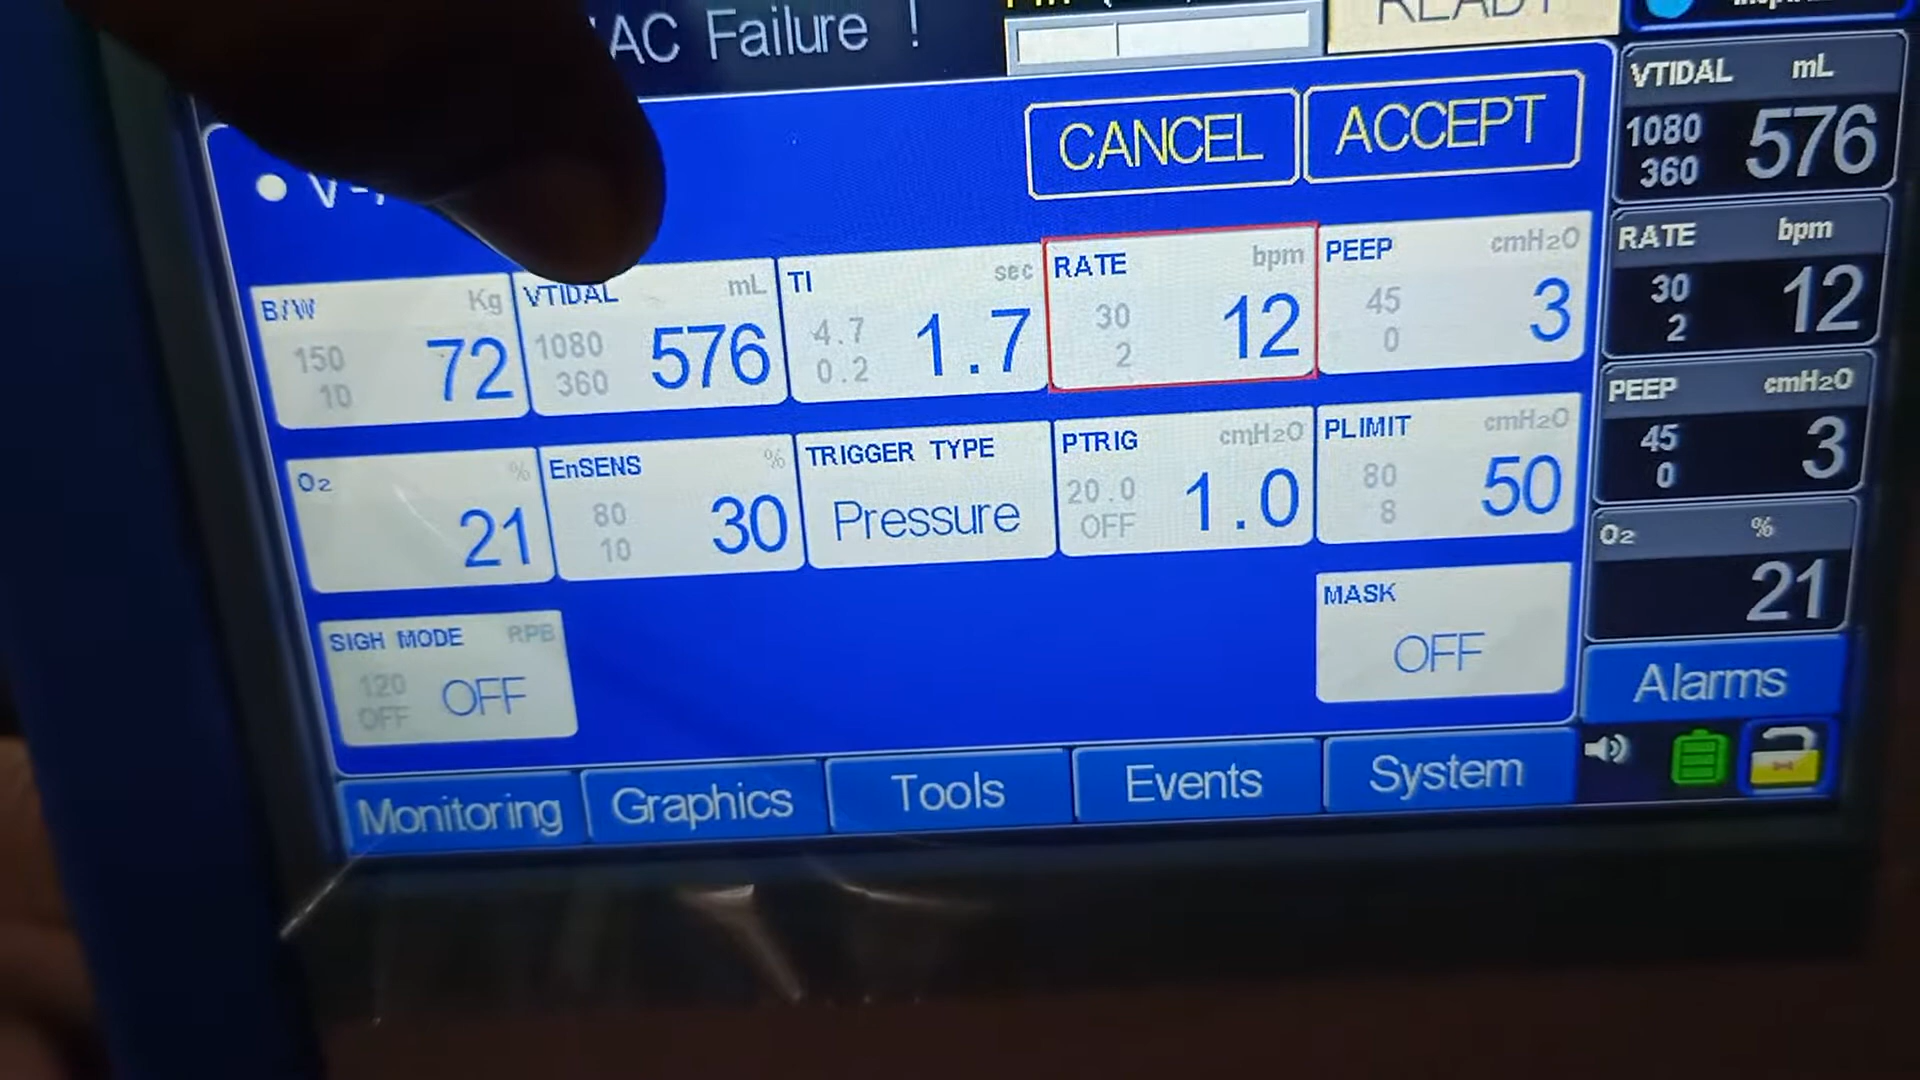 AC Failure !
CANCEL ACCEPT
VTIDAL mL
1080 576
360
B/W Kg
150 72
10
VTIDAL mL
1080 576
360
TI sec
4.7 1.7
0.2
RATE bpm
30 12
2
PEEP cmH2O
45 3
0
RATE bpm
30 12
2
O2 %
21
EnSENS %
80 30
10
TRIGGER TYPE
Pressure
PTRIG cmH2O
20.0 1.0
OFF
PLIMIT cmH2O
80 50
8
PEEP cmH2O
45 3
0
SIGH MODE RPB
120 OFF
OFF
MASK
OFF
O2 %
21
Alarms
Monitoring Graphics Tools Events System